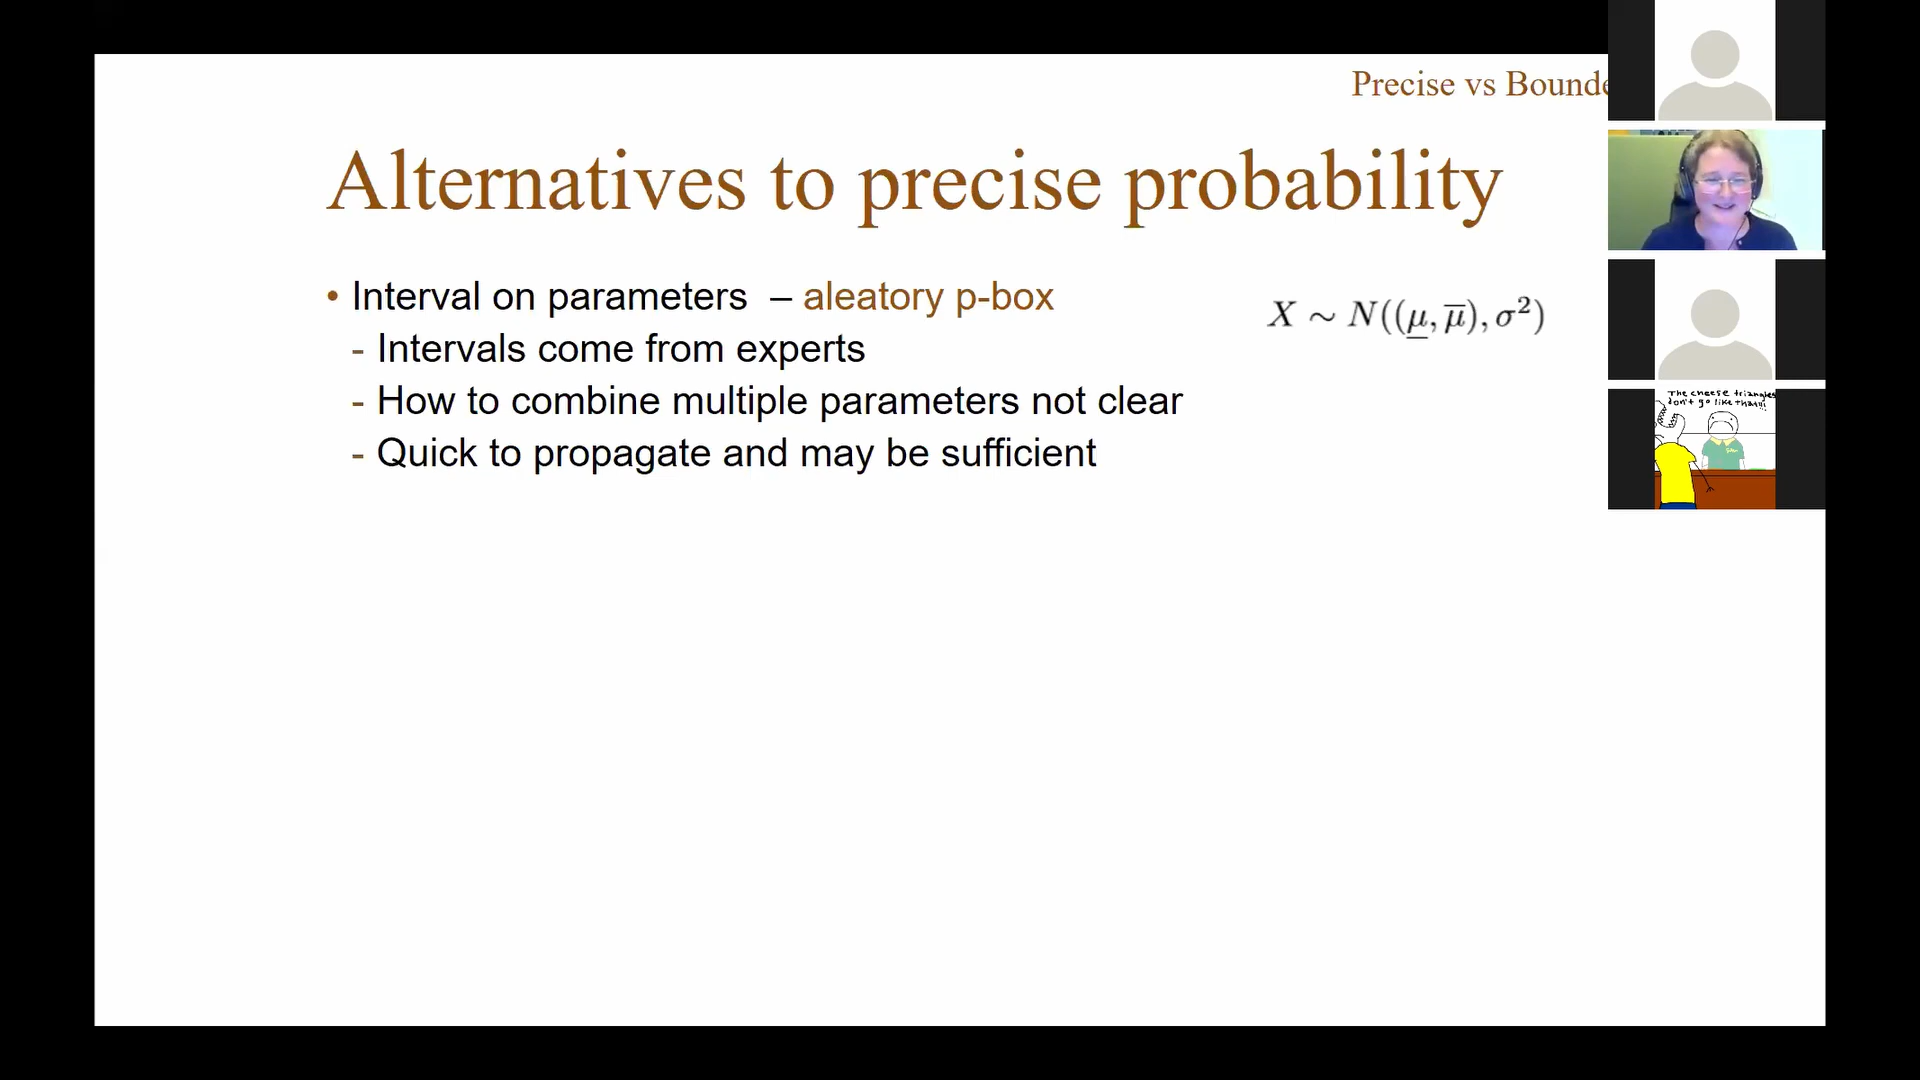 Precise vs Bounde
Alternatives to precise probability
• Interval on parameters – aleatory p-box
X ~ N((μ̲, μ̅), σ²)
- Intervals come from experts
- How to combine multiple parameters not clear
- Quick to propagate and may be sufficient
The cheese triangles
don't go like that!!!